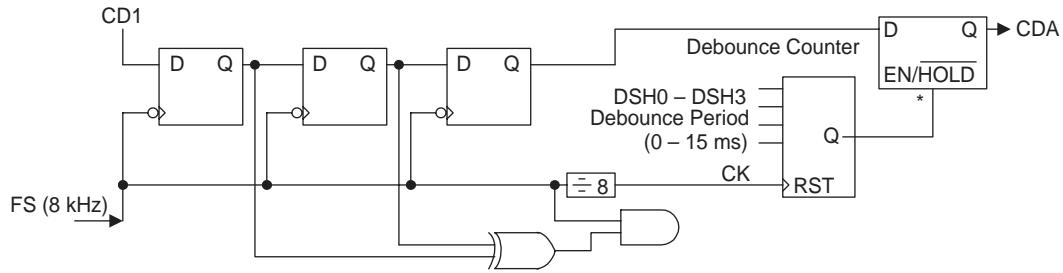 CD1
D Q
D Q
D Q
D Q
CDA
EN/HOLD
*
Debounce Counter
DSH0 – DSH3
Debounce Period
(0 – 15 ms)
Q
CK
RST
÷ 8
FS (8 kHz)